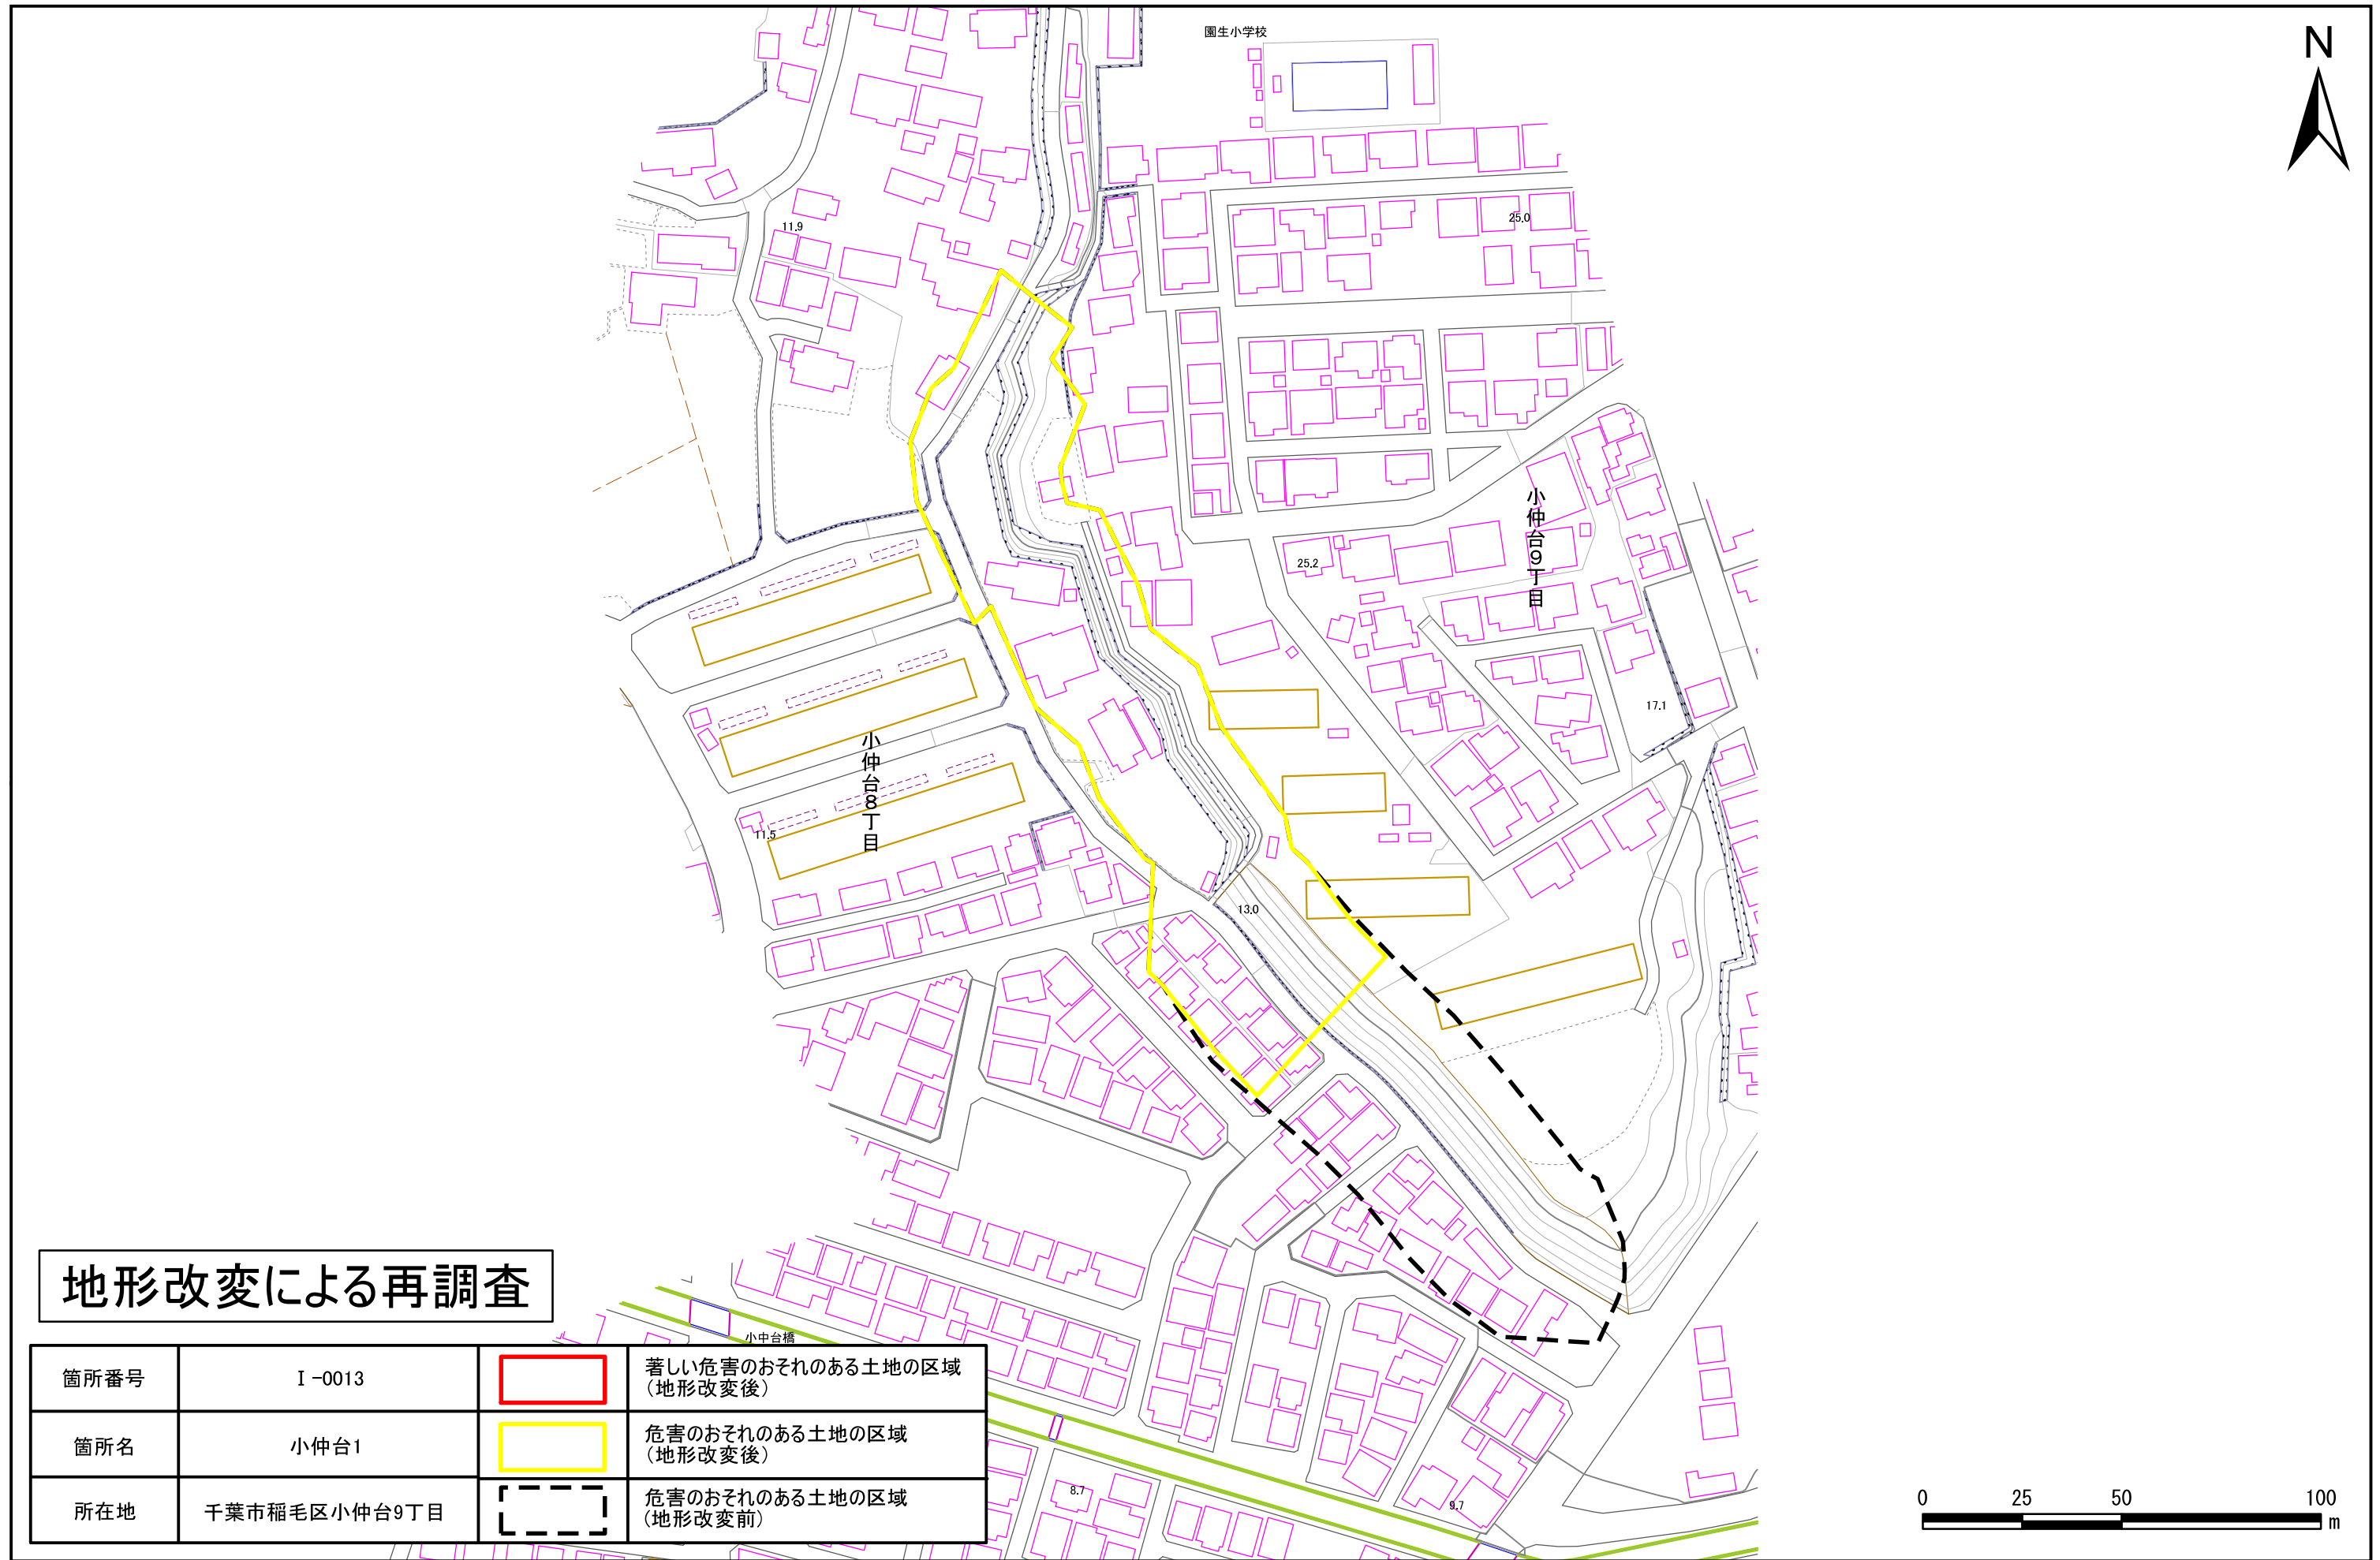 園生小学校
N
11.9
25.0
25.2
小仲台9丁目
17.1
小仲台8丁目
11.5
13.0
地形改変による再調査
小中台橋
箇所番号
Ⅰ-0013
著しい危害のおそれのある土地の区域
（地形改変後）
箇所名
小仲台1
危害のおそれのある土地の区域
（地形改変後）
所在地
千葉市稲毛区小仲台9丁目
危害のおそれのある土地の区域
（地形改変前）
8.7
9.7
0 25 50 100
m